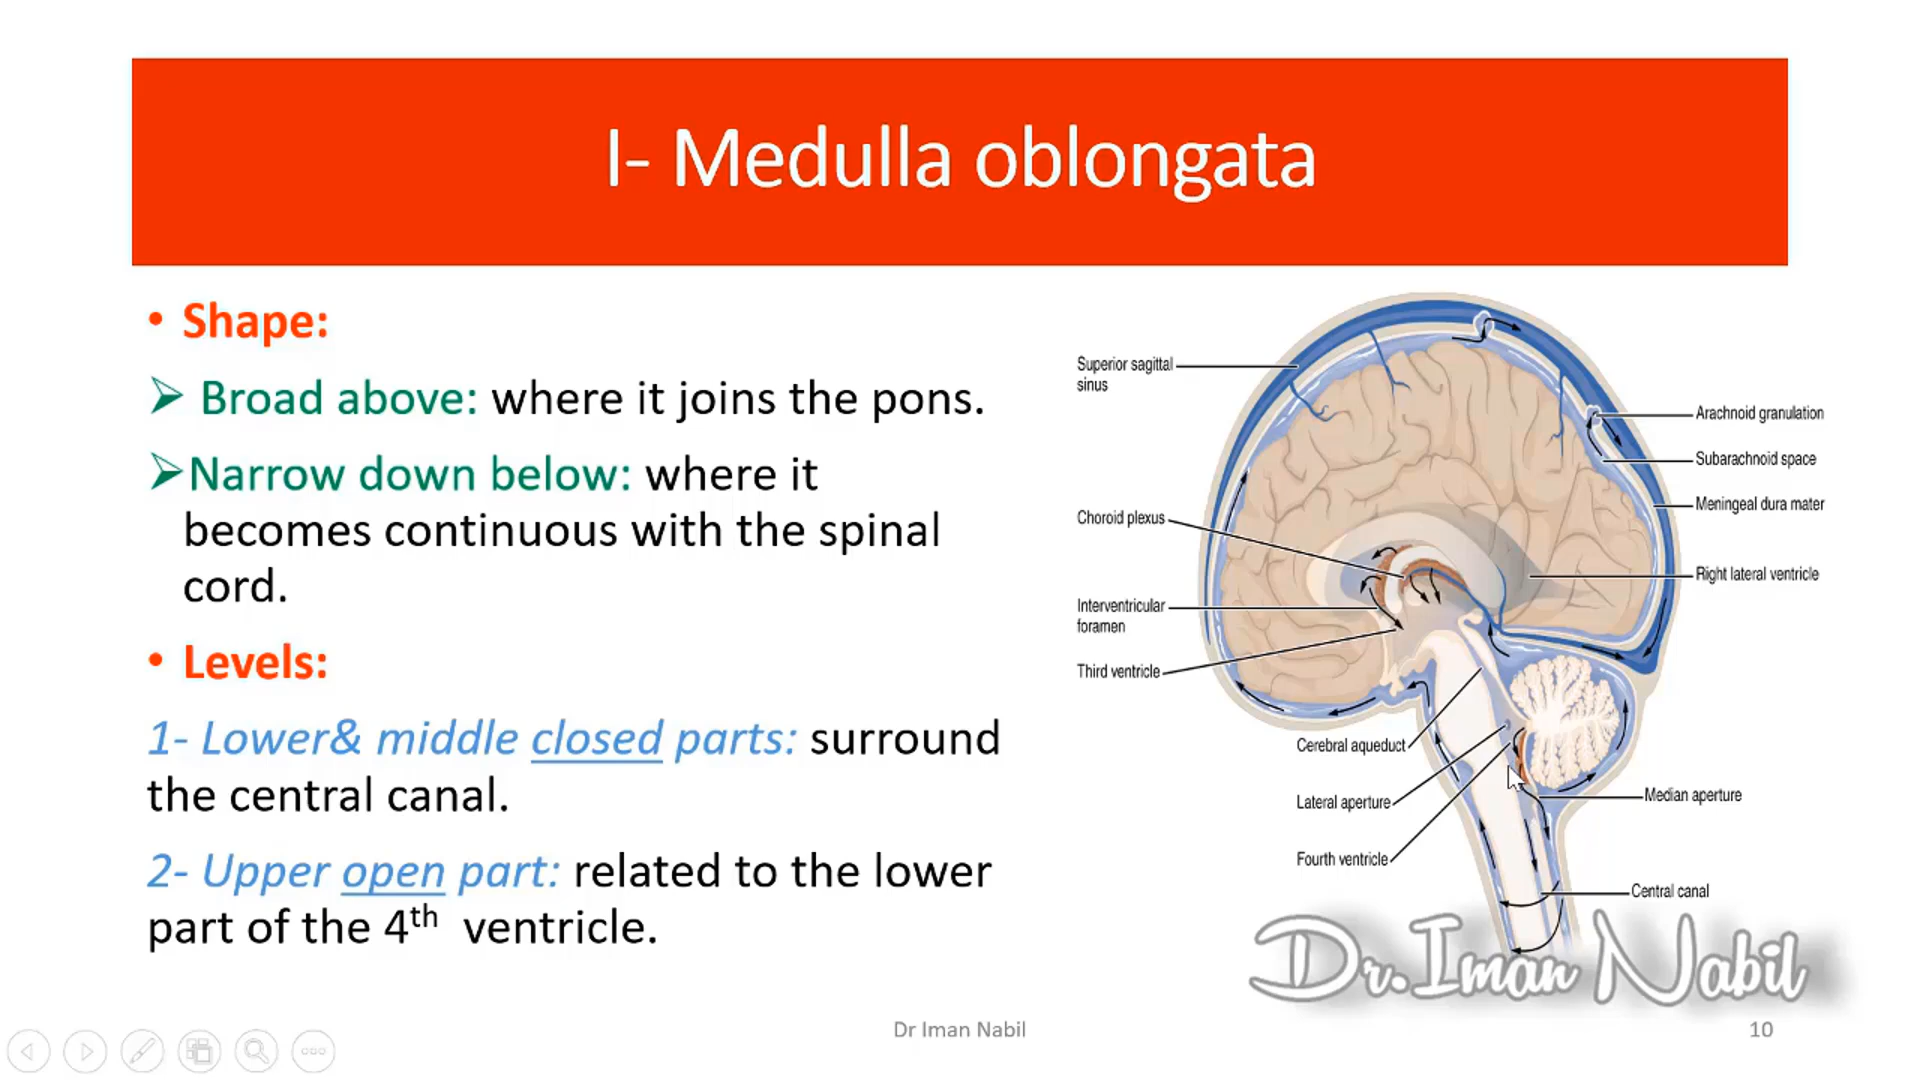 I- Medulla oblongata
• Shape:
➢ Broad above: where it joins the pons.
➢Narrow down below: where it
becomes continuous with the spinal
cord.
• Levels:
1- Lower& middle closed parts: surround
the central canal.
2- Upper open part: related to the lower
part of the 4th ventricle.
Superior sagittal
sinus
Choroid plexus
Interventricular
foramen
Third ventricle
Cerebral aqueduct
Lateral aperture
Fourth ventricle
Arachnoid granulation
Subarachnoid space
Meningeal dura mater
Right lateral ventricle
Median aperture
Central canal
Dr.Iman Nabil
Dr Iman Nabil
10